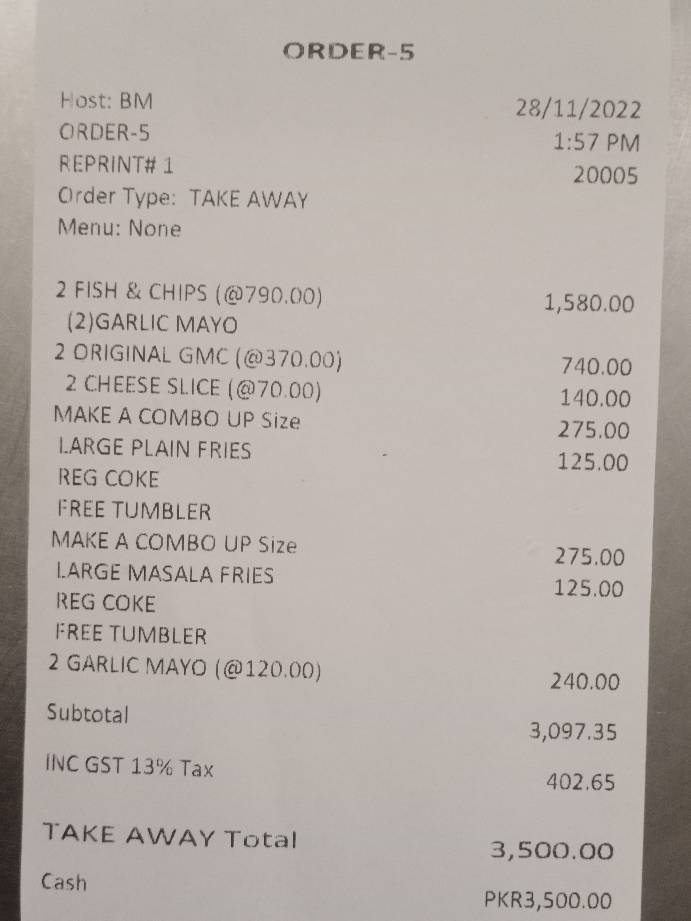 ORDER-5
Host: BM 28/11/2022
ORDER-5 1:57 PM
REPRINT# 1 20005
Order Type: TAKE AWAY
Menu: None
2 FISH & CHIPS (@790.00) 1,580.00
(2)GARLIC MAYO
2 ORIGINAL GMC (@370.00) 740.00
2 CHEESE SLICE (@70.00) 140.00
MAKE A COMBO UP Size 275.00
LARGE PLAIN FRIES 125.00
REG COKE
FREE TUMBLER
MAKE A COMBO UP Size 275.00
LARGE MASALA FRIES 125.00
REG COKE
FREE TUMBLER
2 GARLIC MAYO (@120.00) 240.00
Subtotal 3,097.35
INC GST 13% Tax 402.65
TAKE AWAY Total 3,500.00
Cash PKR3,500.00